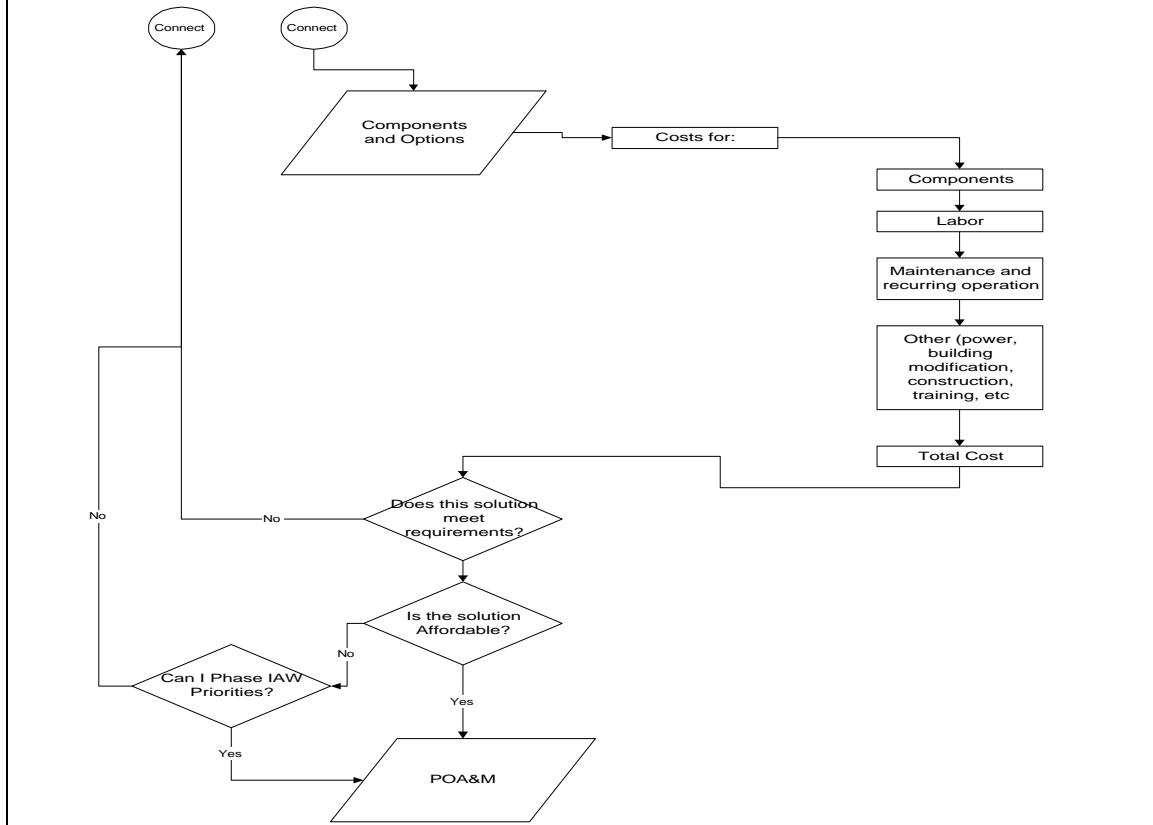 Connect
Connect
Components
and Options
Costs for:
Components
Labor
Maintenance and
recurring operation
Other (power,
building
modification,
construction,
training, etc
Total Cost
Does this solution
meet
requirements?
No
No
Is the solution
Affordable?
No
Can I Phase IAW
Priorities?
Yes
Yes
POA&M